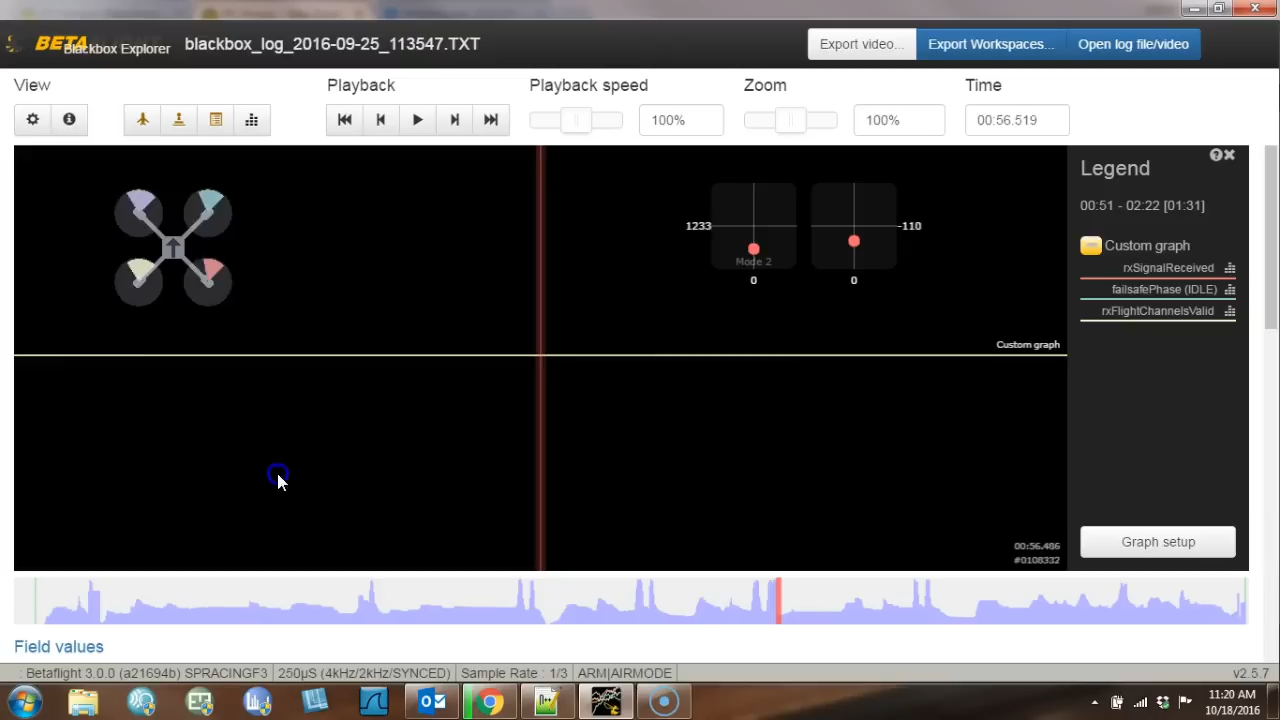 BETA Blackbox Explorer blackbox_log_2016-09-25_113547.TXT Export video... Export Workspaces... Open log file/video
View Playback Playback speed Zoom Time
100% 100% 00:56.519
Legend
00:51 - 02:22 [01:31]
1233 -110
Mode 2
0 0
Custom graph
rxSignalReceived
failsafePhase (IDLE)
rxFlightChannelsValid
Custom graph
Graph setup
00:56.486
#0108332
Field values
Betaflight 3.0.0 (a21694b) SPRACINGF3 250µS (4kHz/2kHz/SYNCED) Sample Rate : 1/3 ARM|AIRMODE v2.5.7
11:20 AM
10/18/2016